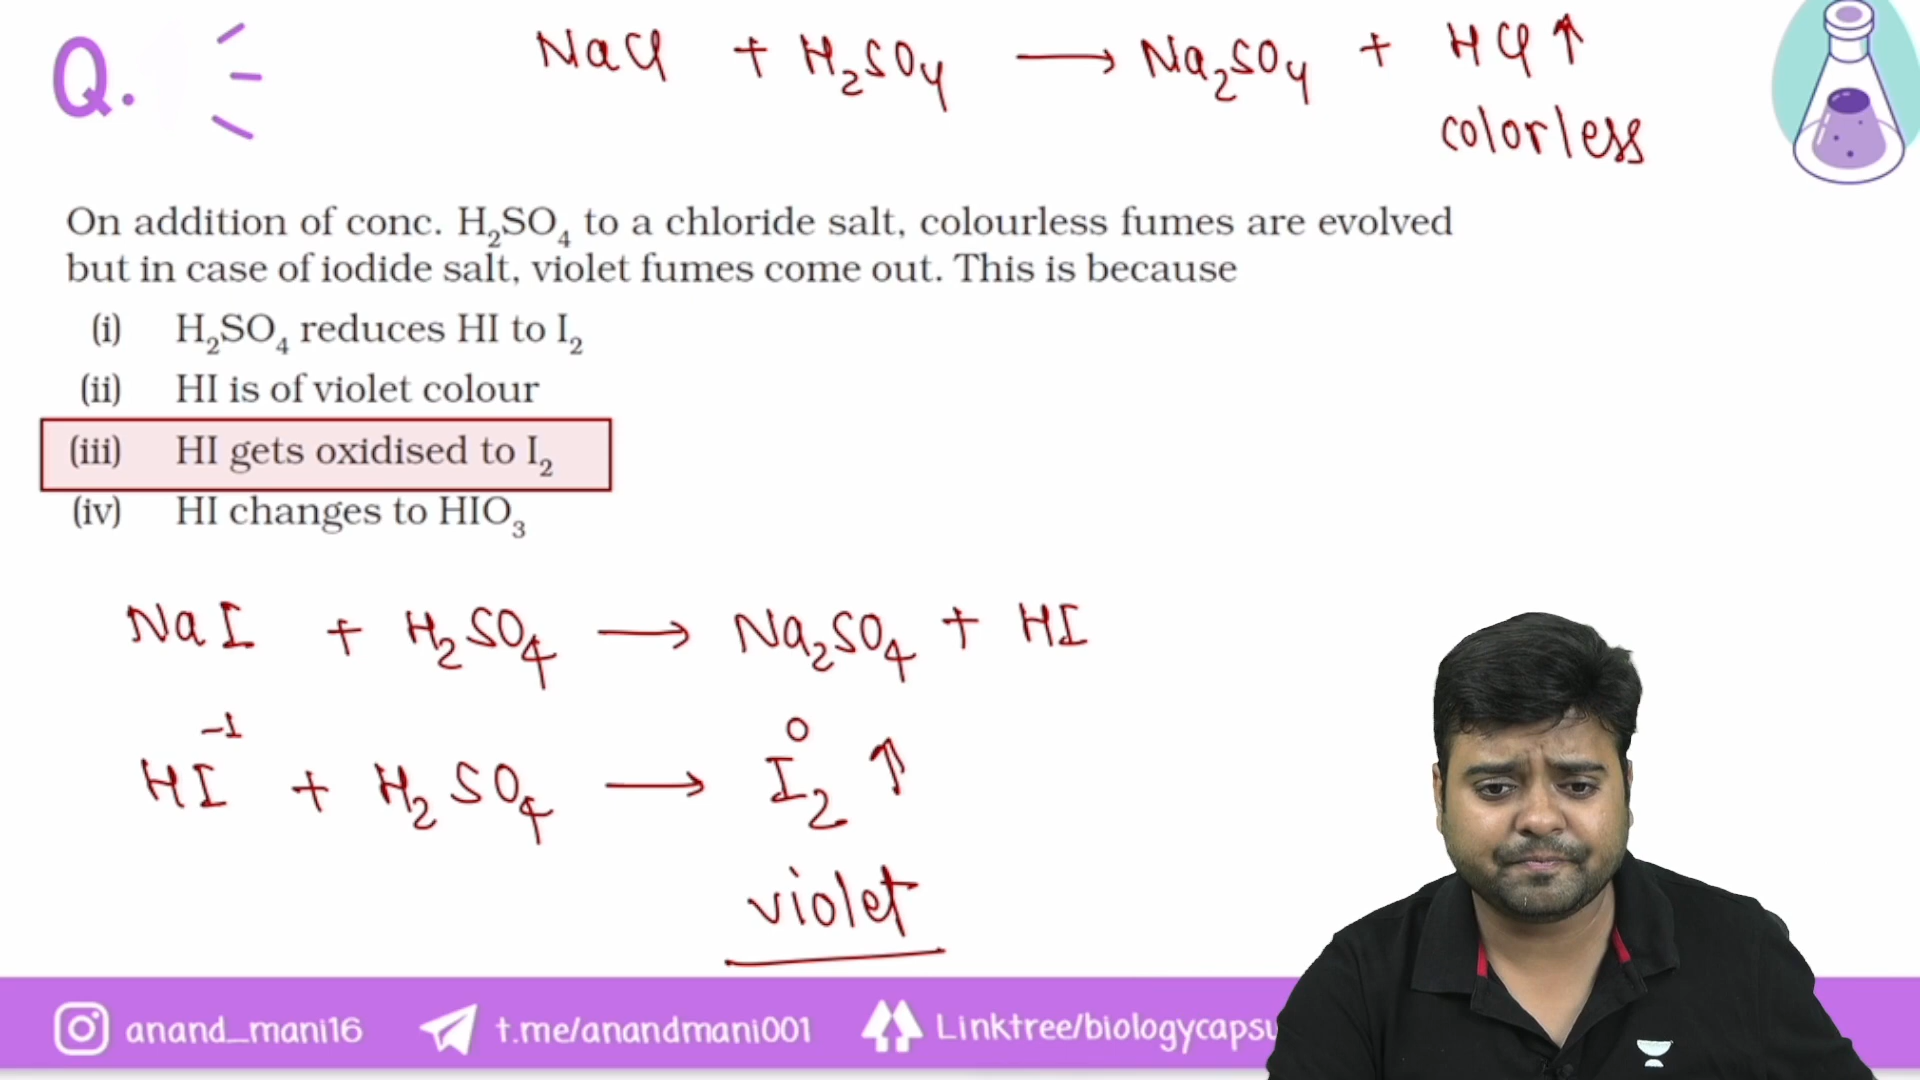 Q.
NaCl + H₂SO₄ → Na₂SO₄ + HCl ↑
colorless
On addition of conc. H₂SO₄ to a chloride salt, colourless fumes are evolved
but in case of iodide salt, violet fumes come out. This is because
(i) H₂SO₄ reduces HI to I₂
(ii) HI is of violet colour
(iii) HI gets oxidised to I₂
(iv) HI changes to HIO₃
NaI + H₂SO₄ → Na₂SO₄ + HI
-1 0
HI + H₂SO₄ → I₂ ↑
violet
anand_mani16 t.me/anandmani001 Linktree/biologycapsu